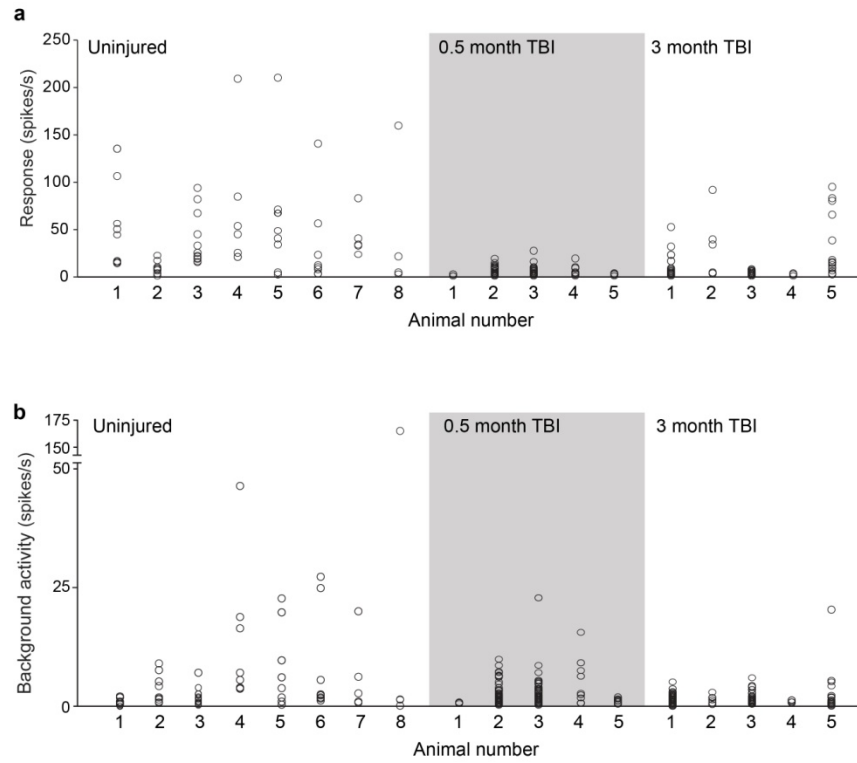 a
Uninjured 0.5 month TBI 3 month TBI
250
200
150
100
50
0
Response (spikes/s)
1 2 3 4 5 6 7 8 1 2 3 4 5 1 2 3 4 5
Animal number
b
Uninjured 0.5 month TBI 3 month TBI
175
150
50
25
0
Background activity (spikes/s)
1 2 3 4 5 6 7 8 1 2 3 4 5 1 2 3 4 5
Animal number